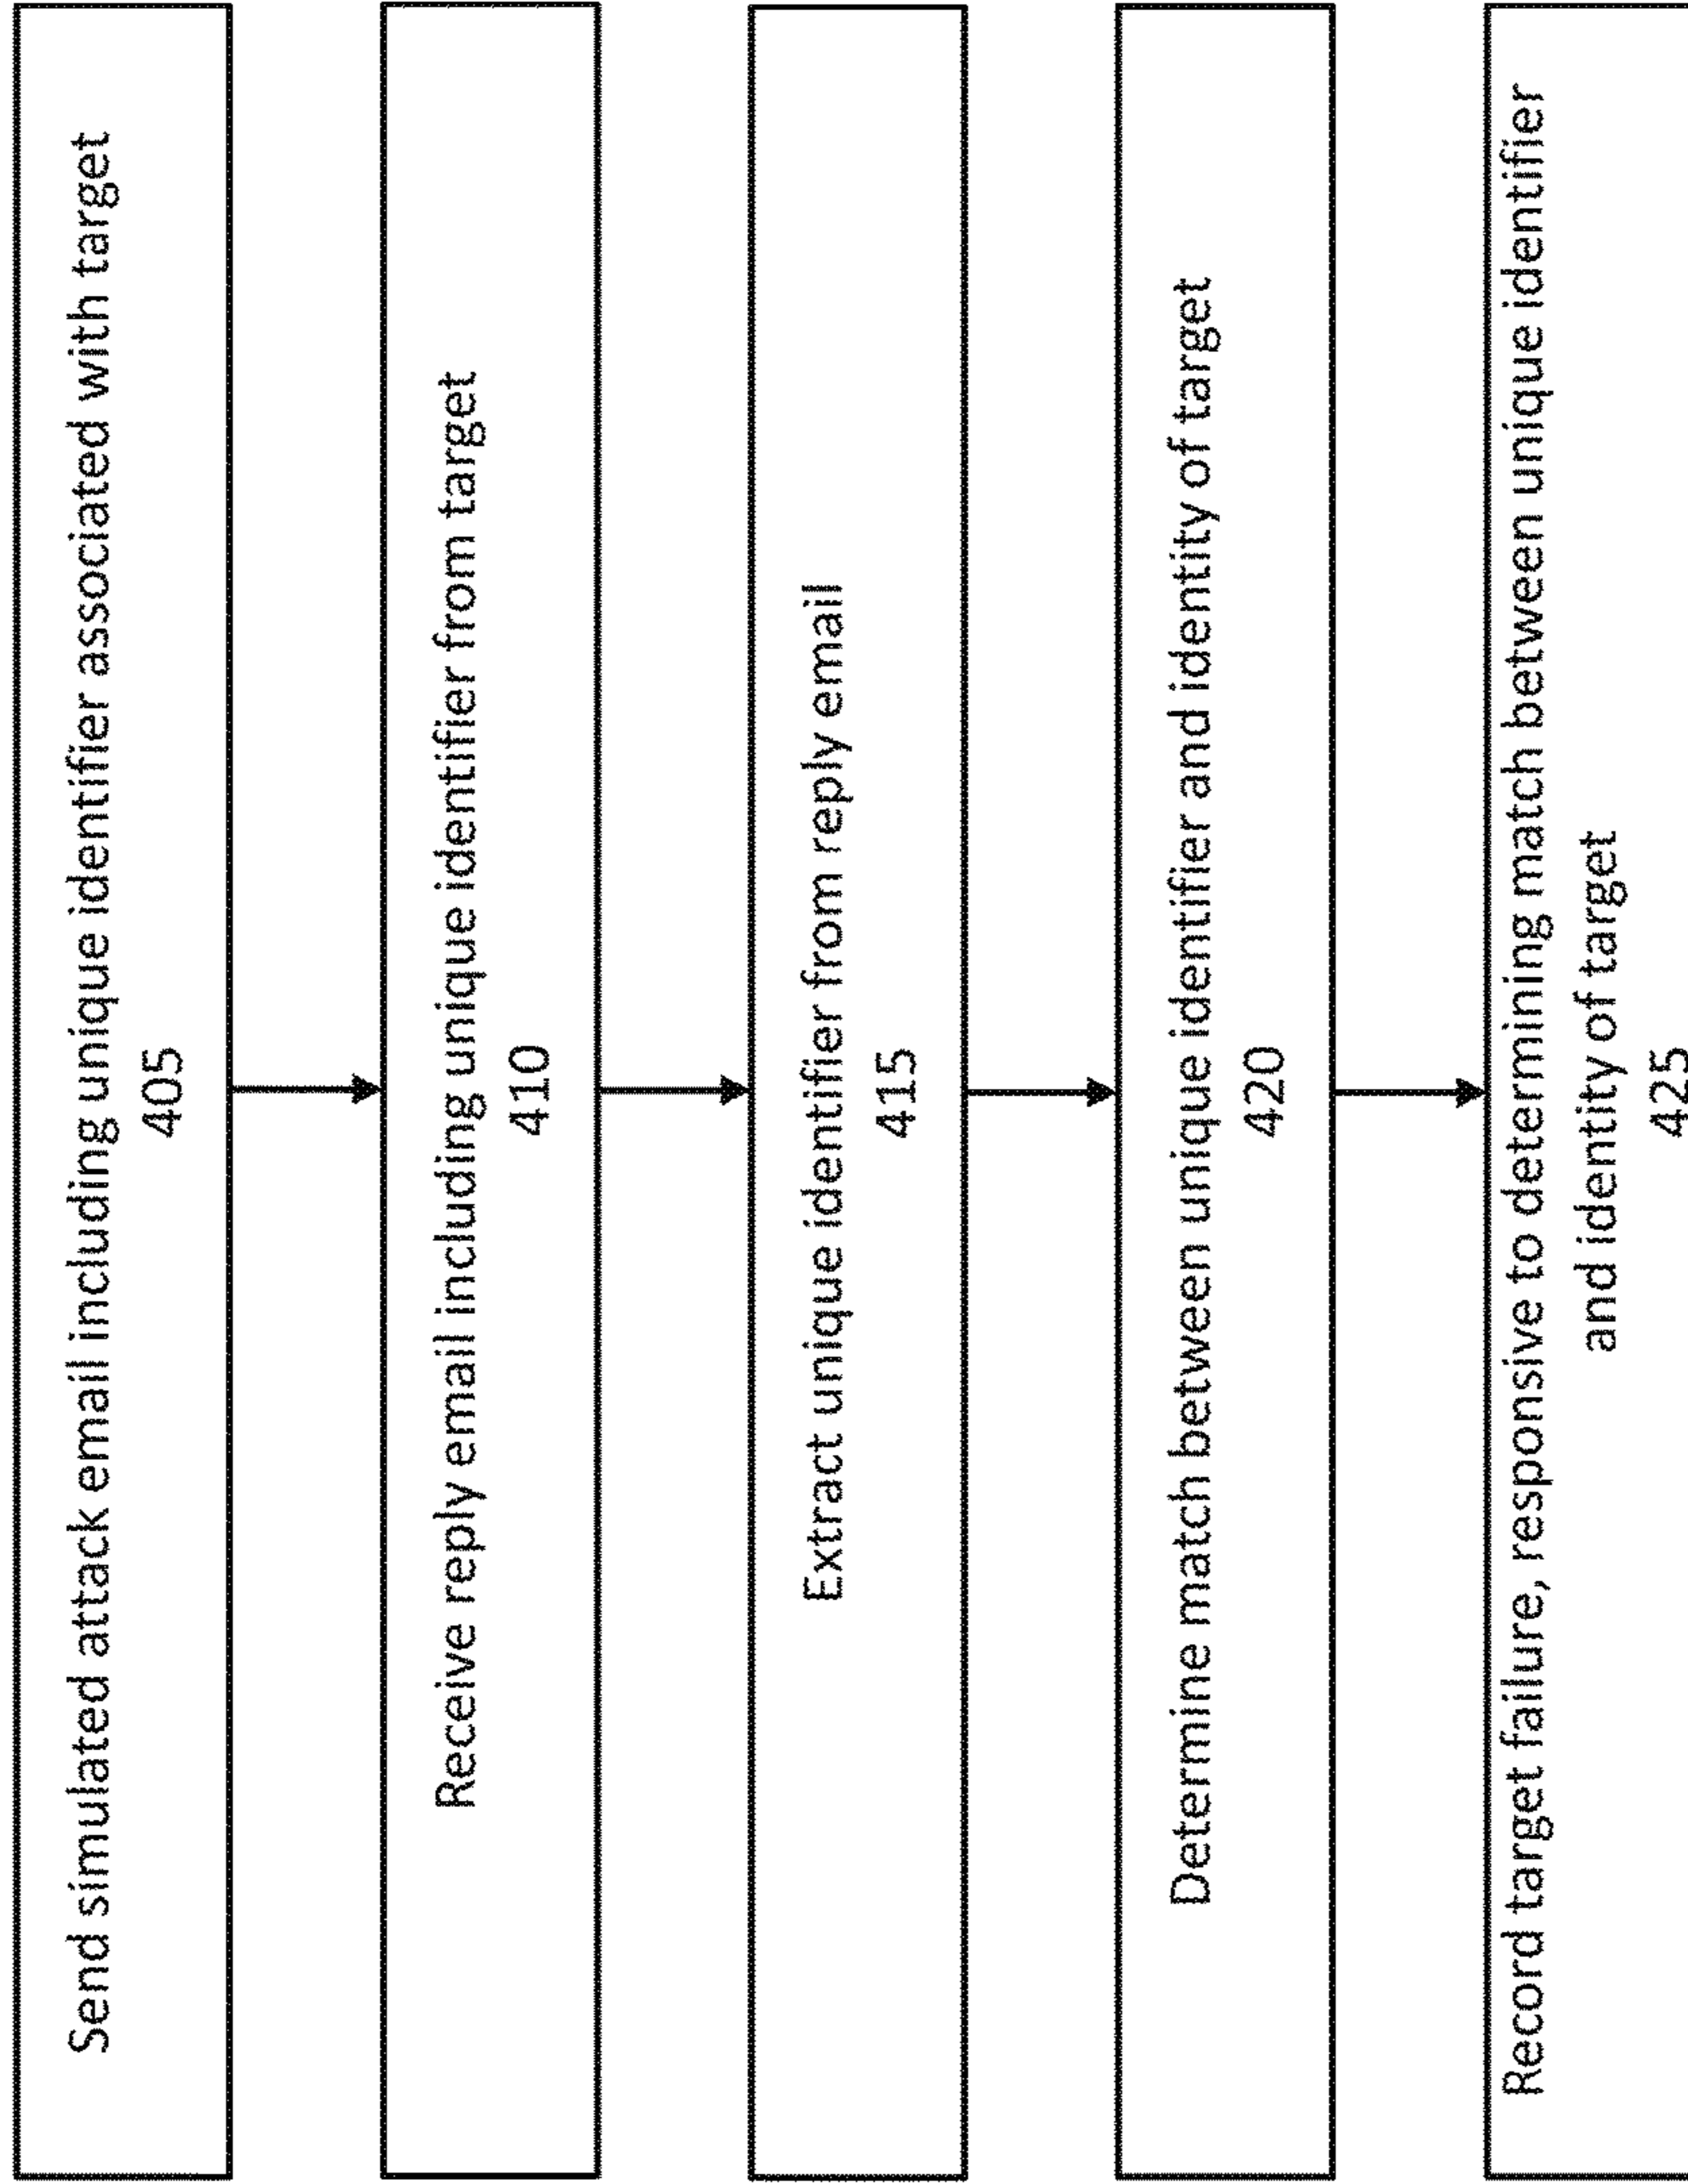 Send simulated attack email including unique identifier associated with target
405
Receive reply email including unique identifier from target
410
Extract unique identifier from reply email
415
Determine match between unique identifier and identity of target
420
Record target failure, responsive to determining match between unique identifier
and identity of target
425